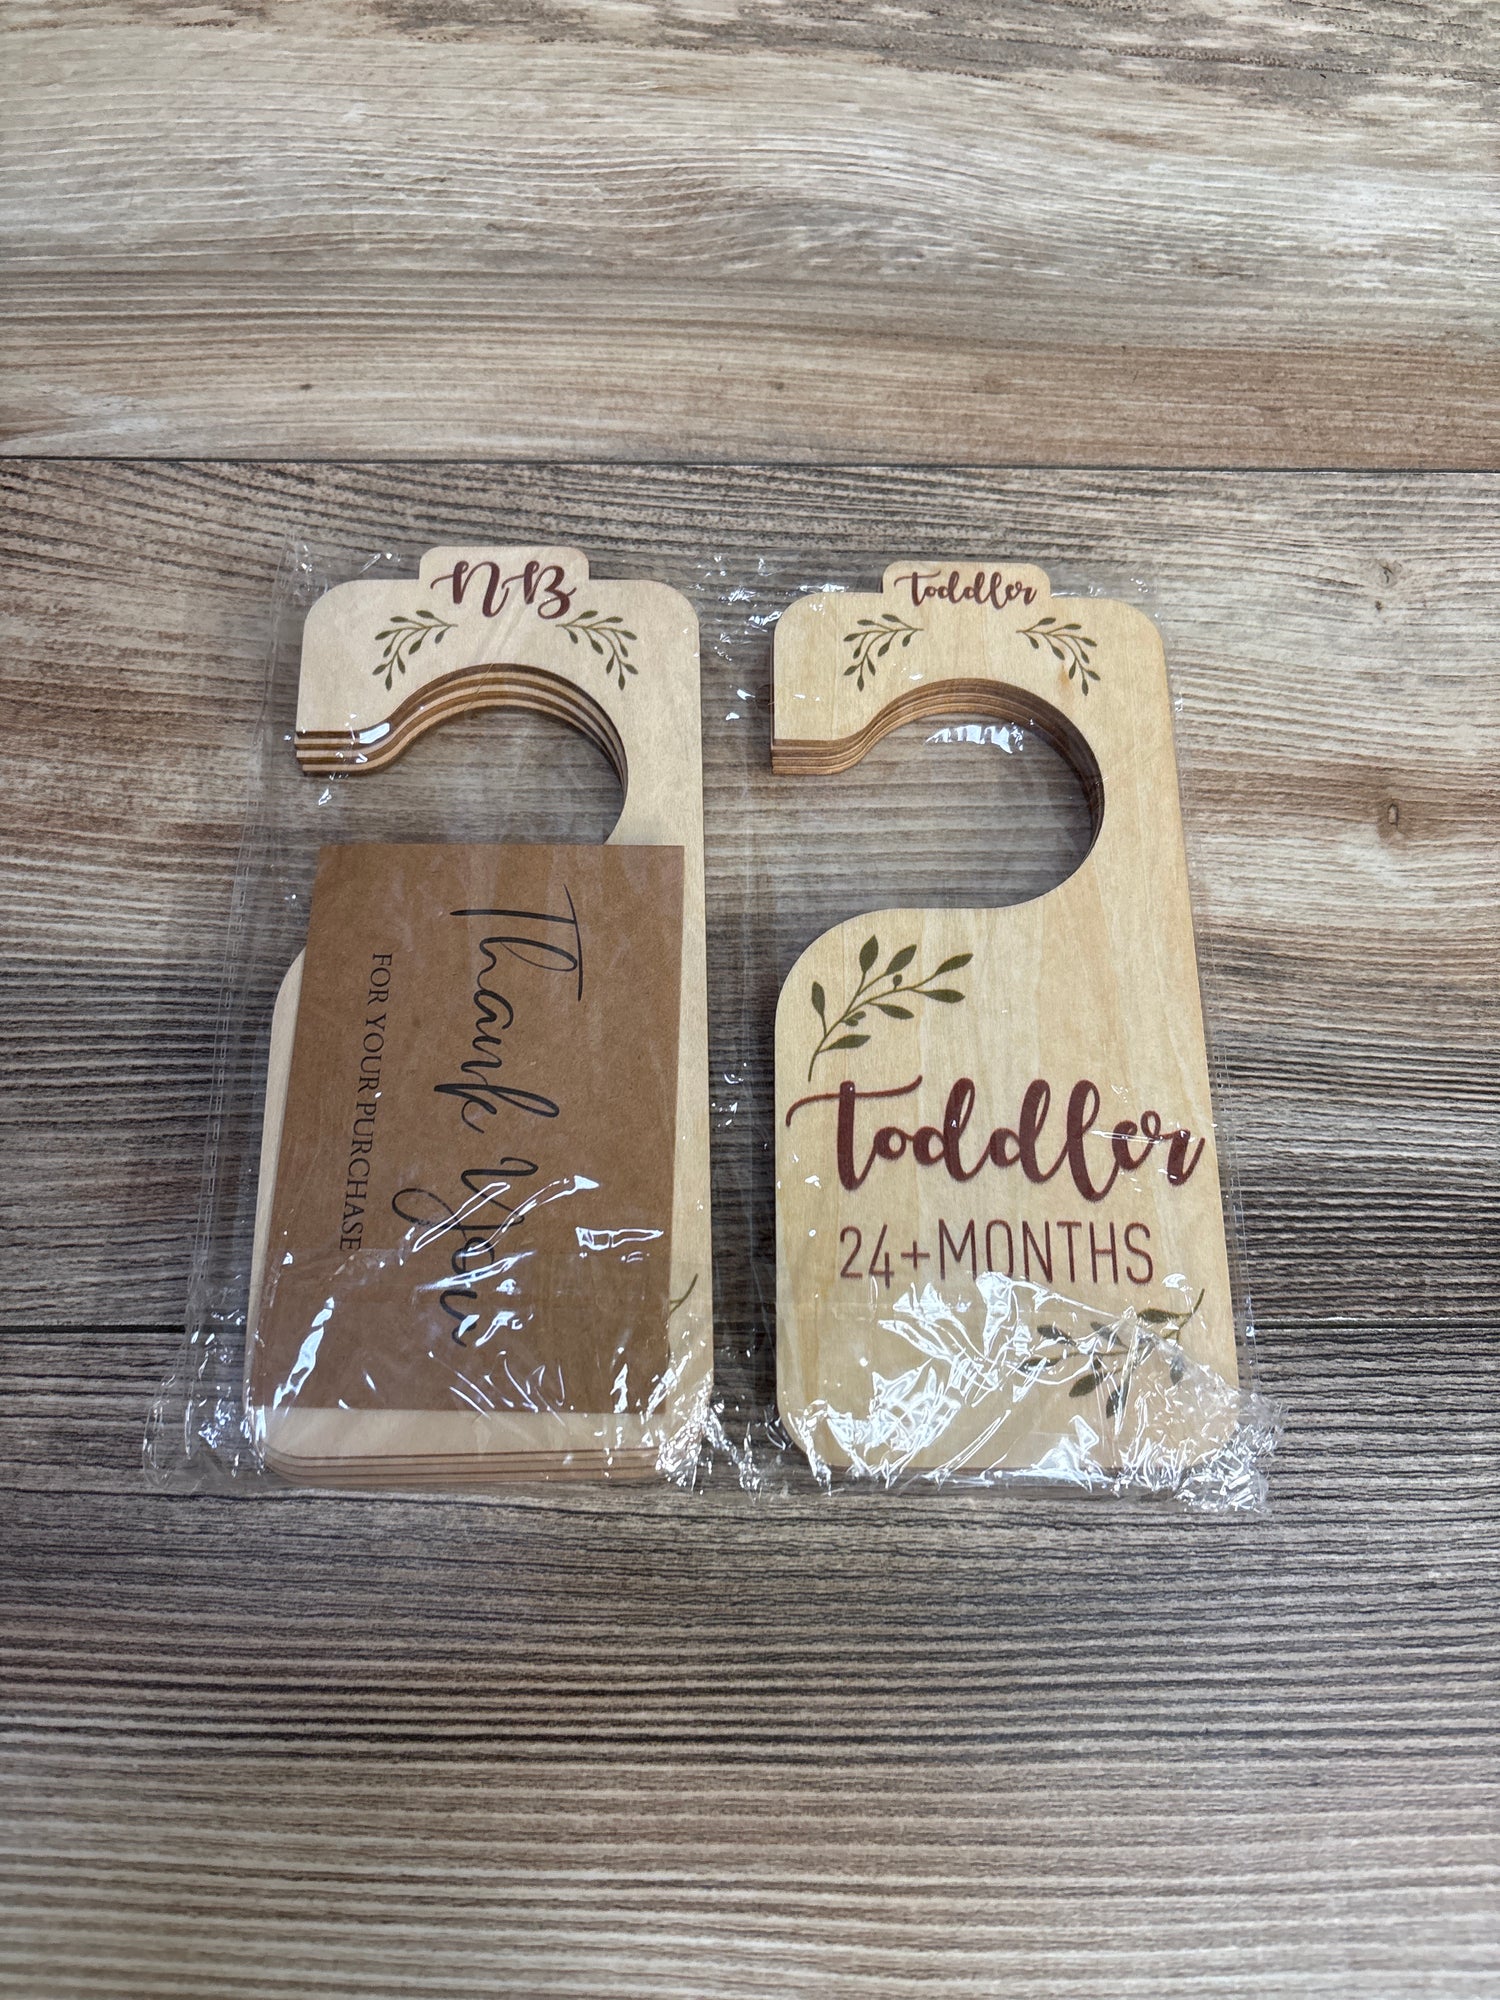 NB
Thank You
FOR YOUR PURCHASE
toddler
toddler
24+MONTHS